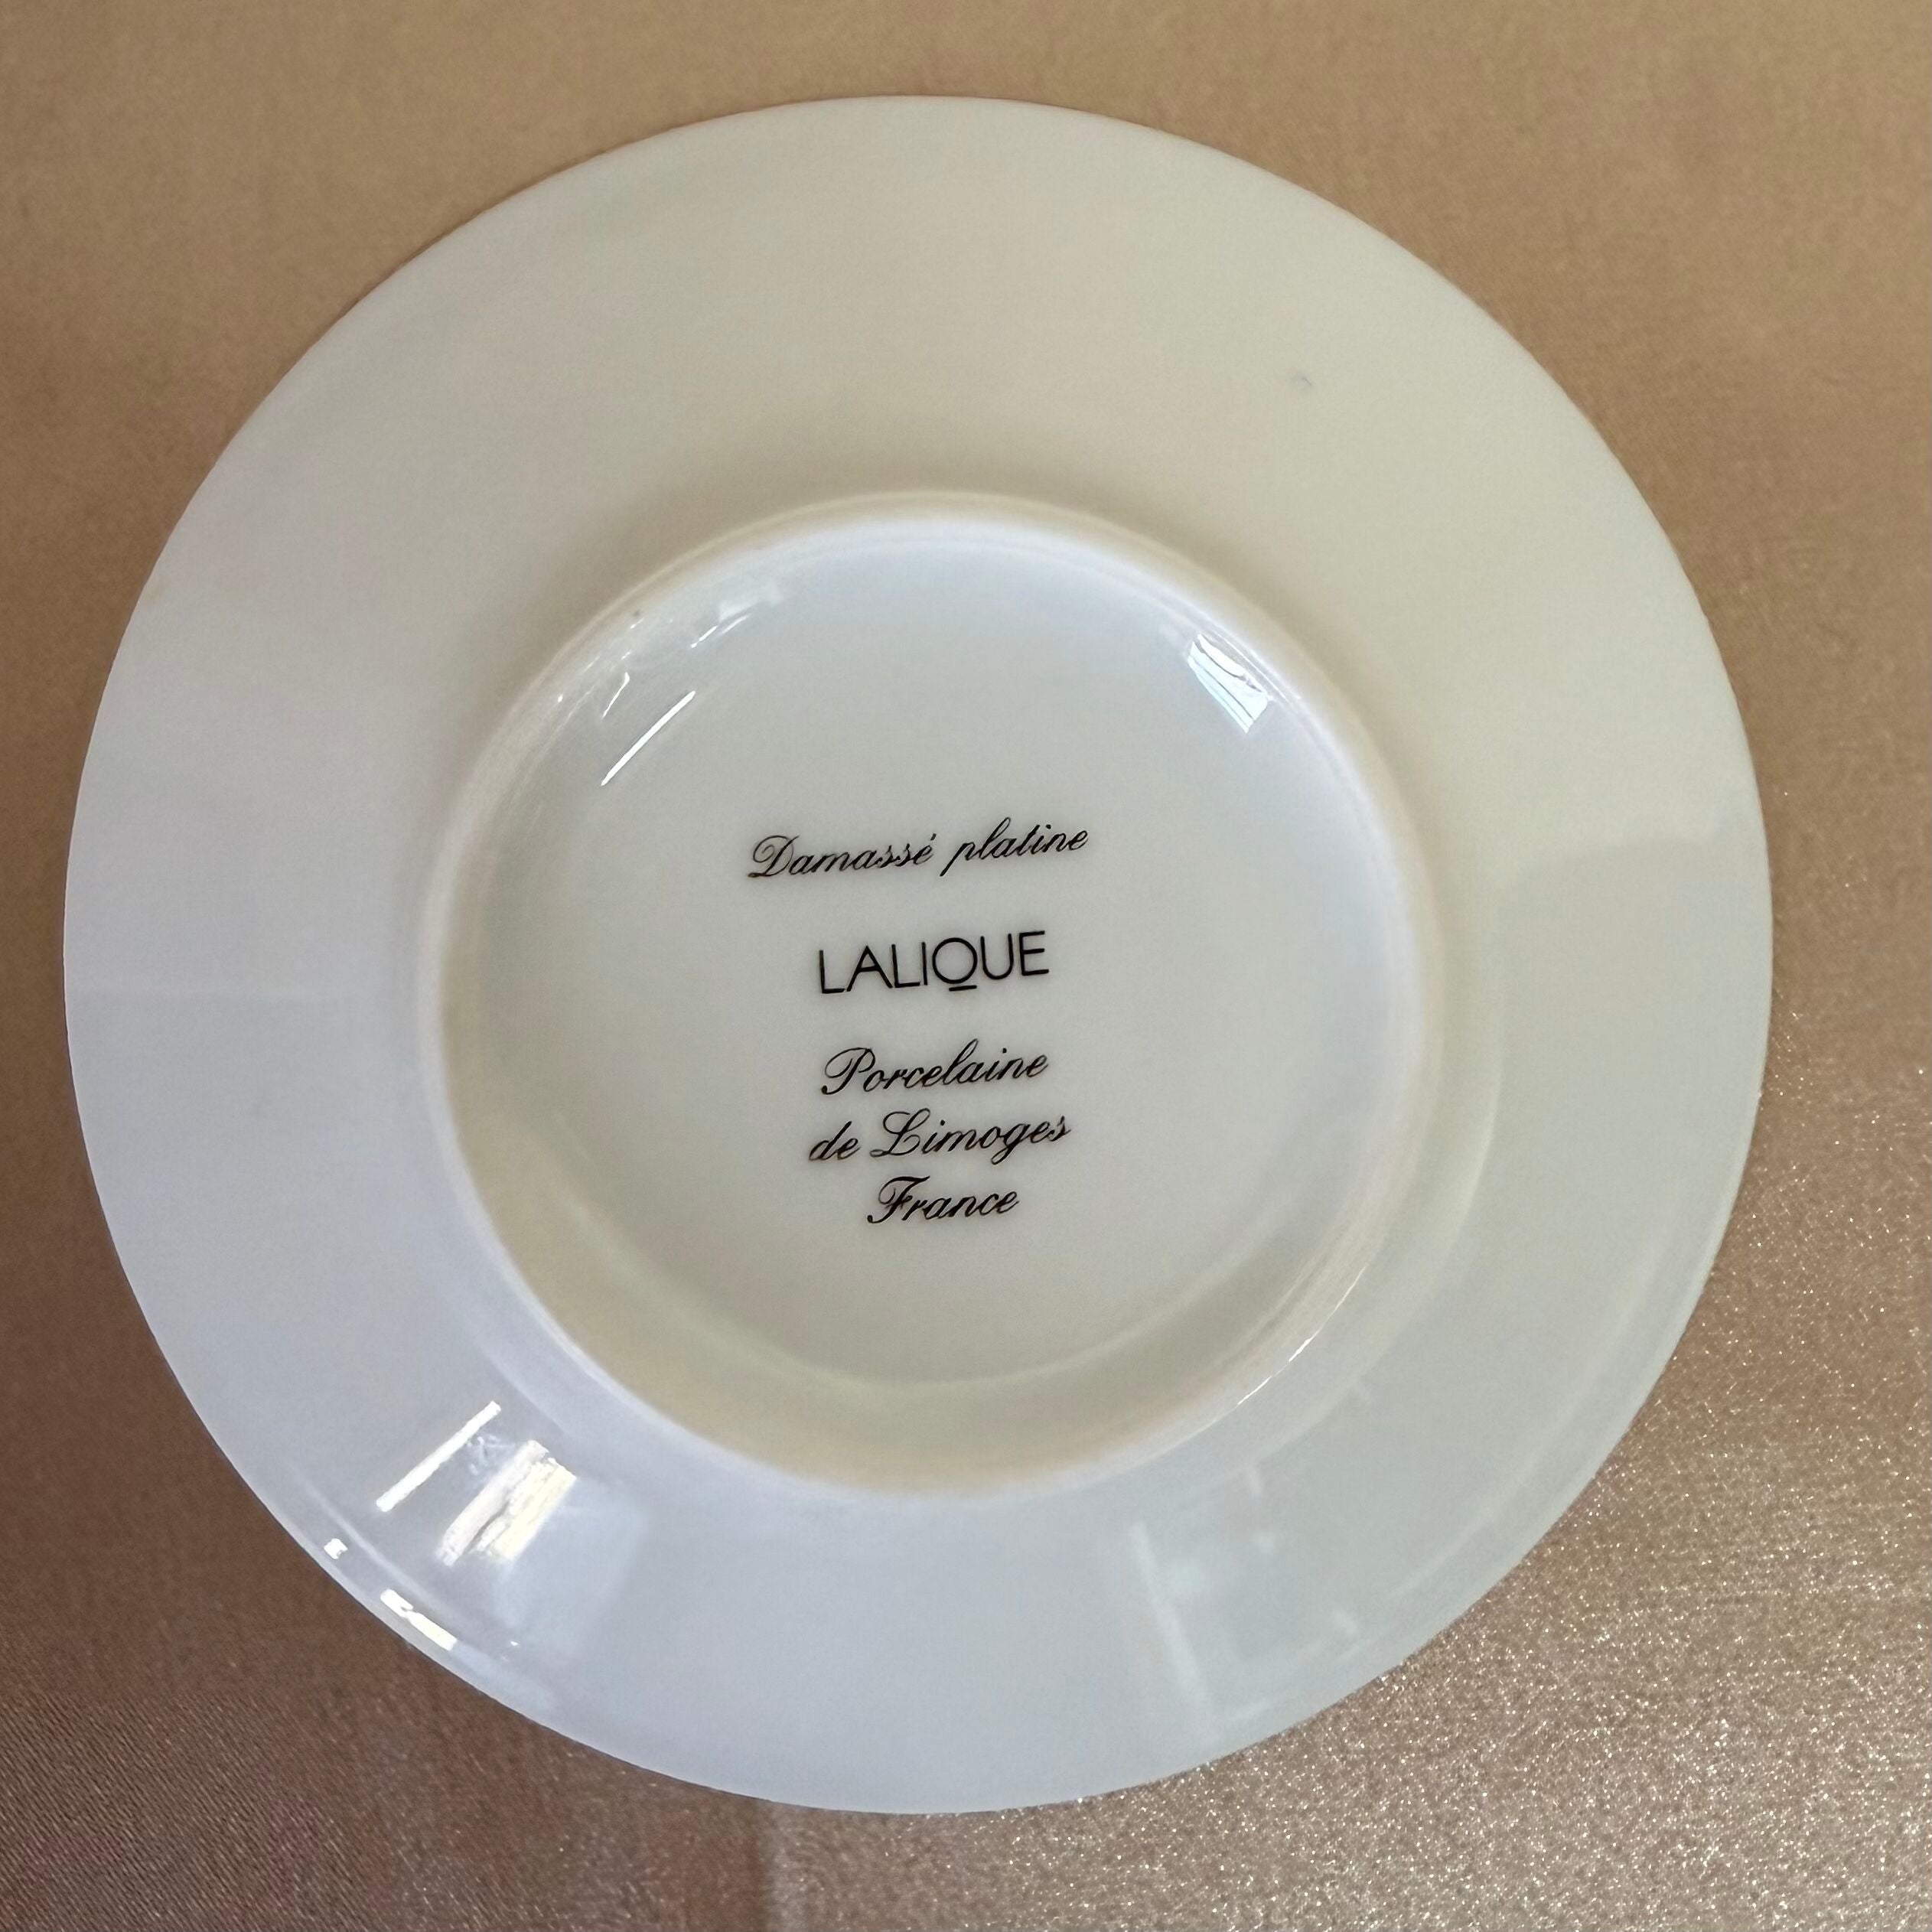 Damassé platine
LALIQUE
Porcelaine
de Limoges
France